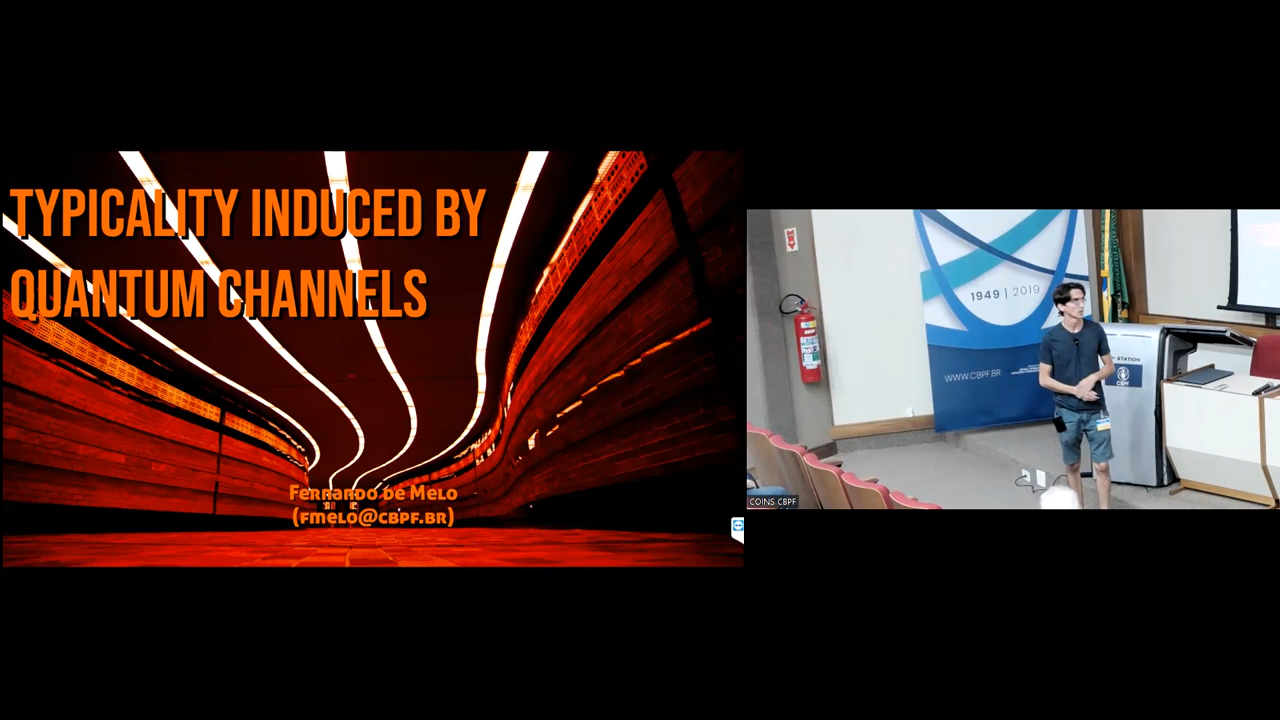 TYPICALITY INDUCED BY
QUANTUM CHANNELS
Fernando de Melo
(fmelo@cbpf.br)
1949 | 2019
WWW.CBPF.BR
STATION
CBPF
COINS CBPF